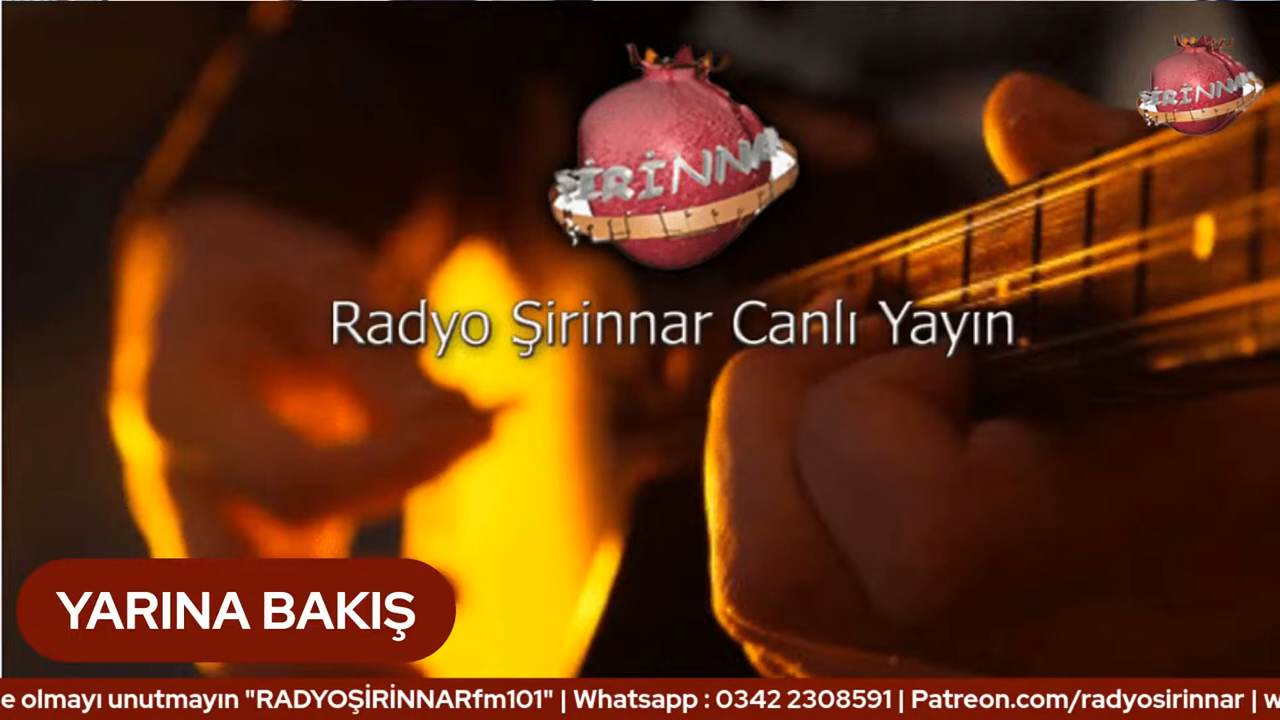 ŞİRİNNAR
ŞİRİNNAR
Radyo Şirinnar Canlı Yayın
YARINA BAKIŞ
e olmayı unutmayın "RADYOŞİRİNNARfm101" | Whatsapp : 0342 2308591 | Patreon.com/radyosirinnar | w